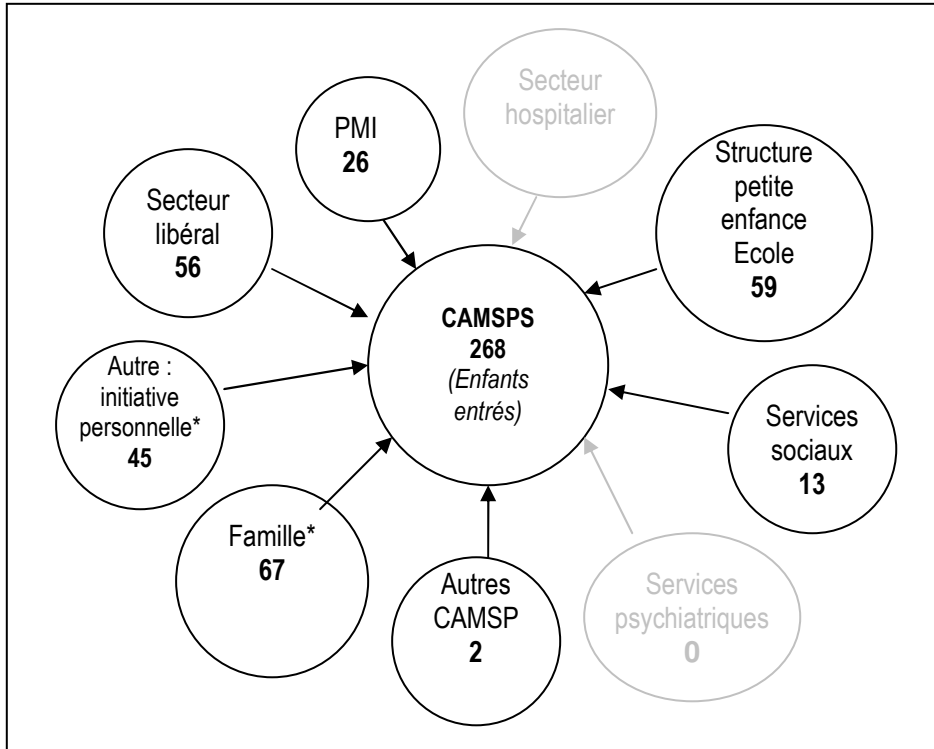 PMI
26
Secteur
hospitalier
Structure
petite
enfance
Ecole
59
Secteur
libéral
56
CAMSPS
268
(Enfants
entrés)
Autre :
initiative
personnelle*
45
Services
sociaux
13
Famille*
67
Autres
CAMSP
2
Services
psychiatriques
0